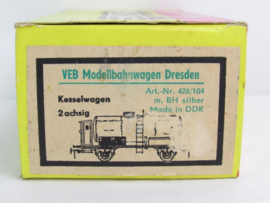 VEB Modellbahnwagen Dresden
Kesselwagen
2achsig
Art.-Nr. 426/104
m. BH silber
Made in DDR